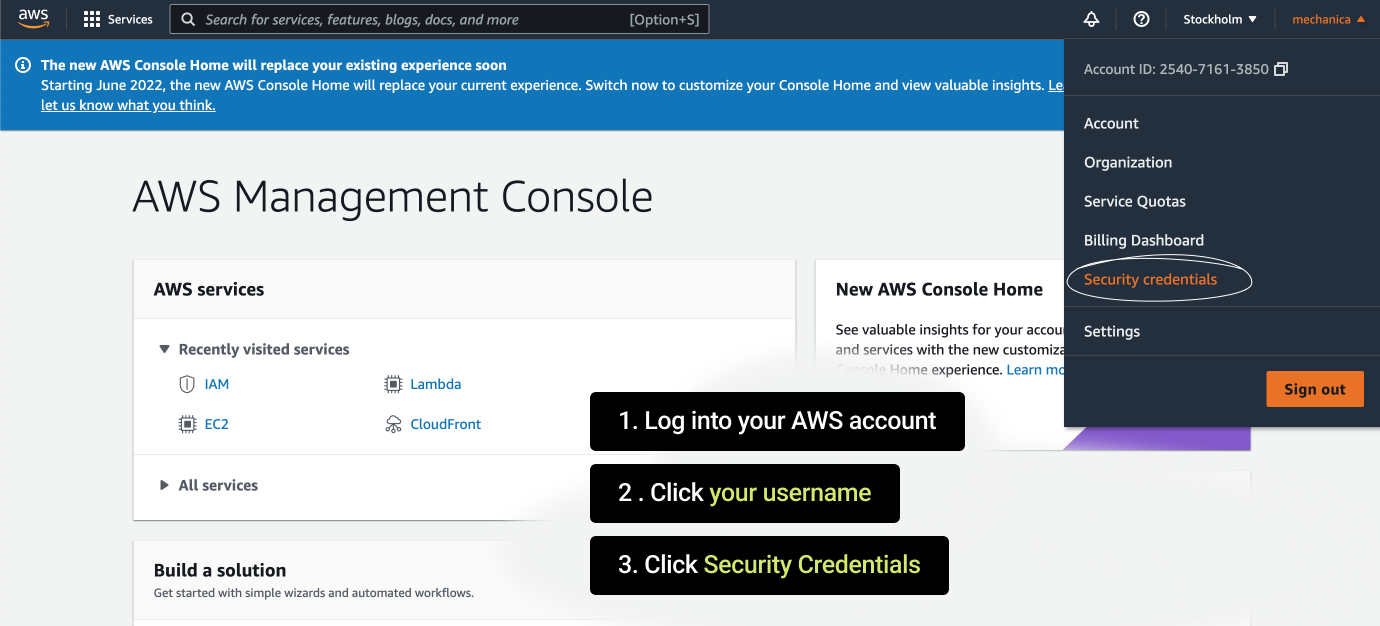 aws
Services
Search for services, features, blogs, docs, and more
[Option+S]
Stockholm ▼
mechanica ▲
The new AWS Console Home will replace your existing experience soon
Starting June 2022, the new AWS Console Home will replace your current experience. Switch now to customize your Console Home and view valuable insights. Le
let us know what you think.
Account ID: 2540-7161-3850
Account
Organization
Service Quotas
Billing Dashboard
Security credentials
Settings
Sign out
AWS Management Console
AWS services
▼ Recently visited services
IAM
Lambda
EC2
CloudFront
▶ All services
New AWS Console Home
See valuable insights for your accou
and services with the new customiza
Console Home experience. Learn mo
1. Log into your AWS account
2 . Click your username
3. Click Security Credentials
Build a solution
Get started with simple wizards and automated workflows.